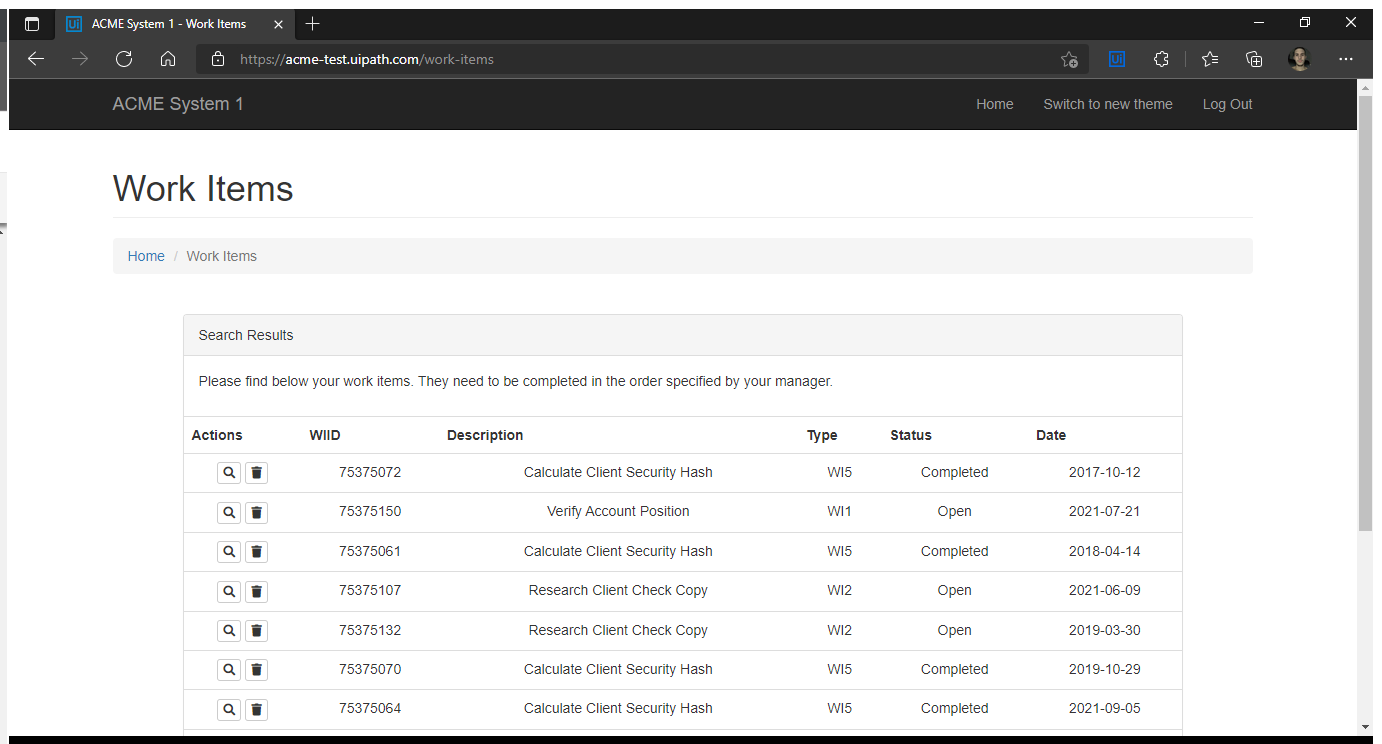 Ui ACME System 1 - Work Items
https://acme-test.uipath.com/work-items Ui
ACME System 1 Home Switch to new theme Log Out
Work Items
Home / Work Items
Search Results
Please find below your work items. They need to be completed in the order specified by your manager.
Actions WIID Description Type Status Date
75375072 Calculate Client Security Hash WI5 Completed 2017-10-12
75375150 Verify Account Position WI1 Open 2021-07-21
75375061 Calculate Client Security Hash WI5 Completed 2018-04-14
75375107 Research Client Check Copy WI2 Open 2021-06-09
75375132 Research Client Check Copy WI2 Open 2019-03-30
75375070 Calculate Client Security Hash WI5 Completed 2019-10-29
75375064 Calculate Client Security Hash WI5 Completed 2021-09-05